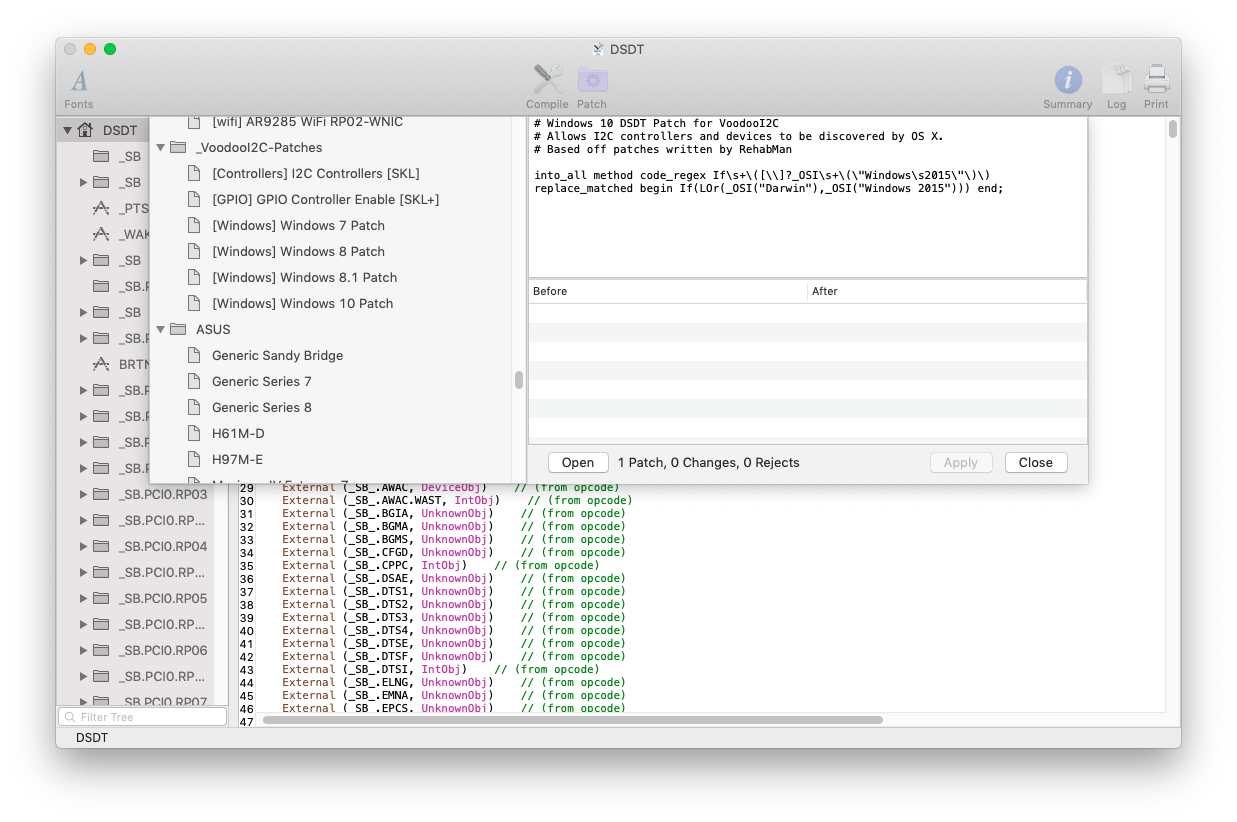 DSDT
Fonts
Compile
Patch
Summary
Log
Print
DSDT
_SB
_SB
_PTS
_WAK
_SB
_SB.P
_SB
_SB.P
BRTN
_SB.P
_SB.P
_SB.P
_SB.P
_SB.PCI0.RP03
_SB.PCI0.RP...
_SB.PCI0.RP04
_SB.PCI0.RP...
_SB.PCI0.RP05
_SB.PCI0.RP...
_SB.PCI0.RP06
_SB.PCI0.RP...
_SB.PCI0.RP07
Filter Tree
DSDT
[wifi] AR9285 WiFi RP02-WNIC
_VoodooI2C-Patches
[Controllers] I2C Controllers [SKL]
[GPIO] GPIO Controller Enable [SKL+]
[Windows] Windows 7 Patch
[Windows] Windows 8 Patch
[Windows] Windows 8.1 Patch
[Windows] Windows 10 Patch
ASUS
Generic Sandy Bridge
Generic Series 7
Generic Series 8
H61M-D
H97M-E
# Windows 10 DSDT Patch for VoodooI2C
# Allows I2C controllers and devices to be discovered by OS X.
# Based off patches written by RehabMan
into_all method code_regex If\s+\([\\]?_OSI\s+\(\"Windows\s2015\"\)\)
replace_matched begin If(LOr(_OSI("Darwin"),_OSI("Windows 2015"))) end;
Before After
Open 1 Patch, 0 Changes, 0 Rejects Apply Close
29 External (_SB_.AWAC, DeviceObj) // (from opcode)
30 External (_SB_.AWAC.WAST, IntObj) // (from opcode)
31 External (_SB_.BGIA, UnknownObj) // (from opcode)
32 External (_SB_.BGMA, UnknownObj) // (from opcode)
33 External (_SB_.BGMS, UnknownObj) // (from opcode)
34 External (_SB_.CFGD, UnknownObj) // (from opcode)
35 External (_SB_.CPPC, IntObj) // (from opcode)
36 External (_SB_.DSAE, UnknownObj) // (from opcode)
37 External (_SB_.DTS1, UnknownObj) // (from opcode)
38 External (_SB_.DTS2, UnknownObj) // (from opcode)
39 External (_SB_.DTS3, UnknownObj) // (from opcode)
40 External (_SB_.DTS4, UnknownObj) // (from opcode)
41 External (_SB_.DTSE, UnknownObj) // (from opcode)
42 External (_SB_.DTSF, UnknownObj) // (from opcode)
43 External (_SB_.DTSI, IntObj) // (from opcode)
44 External (_SB_.ELNG, UnknownObj) // (from opcode)
45 External (_SB_.EMNA, UnknownObj) // (from opcode)
46 External (_SB_.EPCS, UnknownObj) // (from opcode)
47